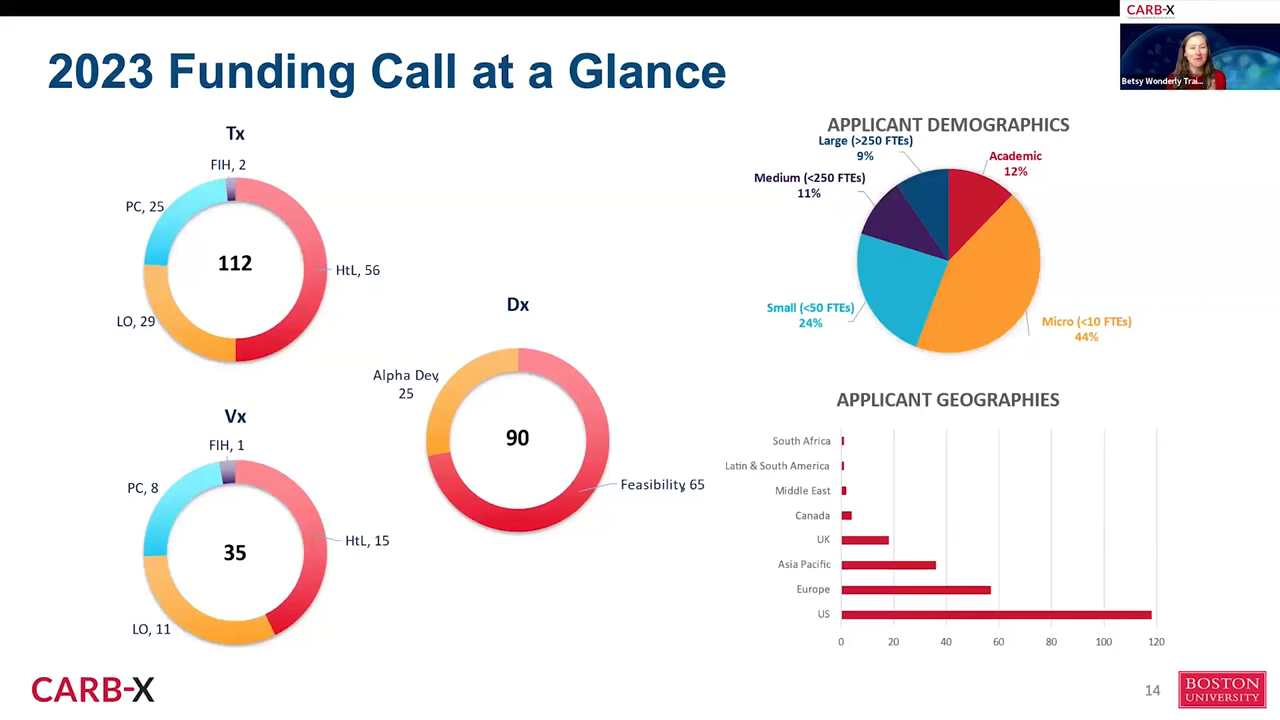 2023 Funding Call at a Glance
CARB-X
Betsy Wonderly Trai...
Tx
FIH, 2
PC, 25
112
HtL, 56
LO, 29
Vx
FIH, 1
PC, 8
35
HtL, 15
LO, 11
Dx
Alpha Dev,
25
90
Feasibility, 65
APPLICANT DEMOGRAPHICS
Large (>250 FTEs)
9%
Academic
12%
Medium (<250 FTEs)
11%
Small (<50 FTEs)
24%
Micro (<10 FTEs)
44%
APPLICANT GEOGRAPHIES
South Africa
Latin & South America
Middle East
Canada
UK
Asia Pacific
Europe
US
0 20 40 60 80 100 120
CARB-X
14
BOSTON
UNIVERSITY